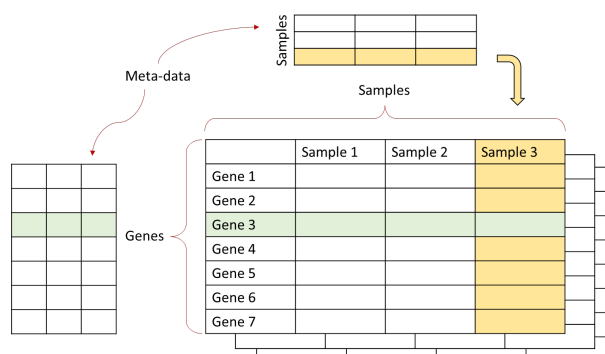 Samples
Meta-data
Samples
Sample 1 Sample 2 Sample 3
Gene 1
Gene 2
Gene 3
Genes
Gene 4
Gene 5
Gene 6
Gene 7